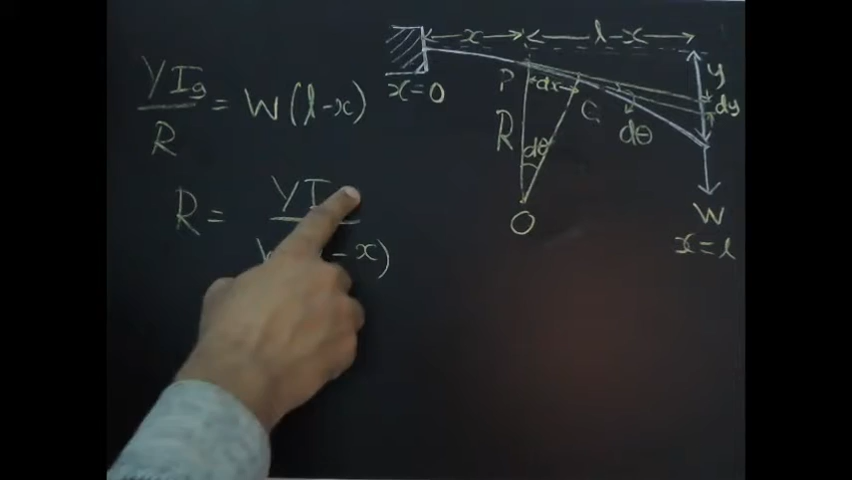 YIg
— = W(l-x)
R
R = YI
- x)
x
l-x
x=0
P
dx
Q
R
dθ
dθ
y
dy
O
W
x=l